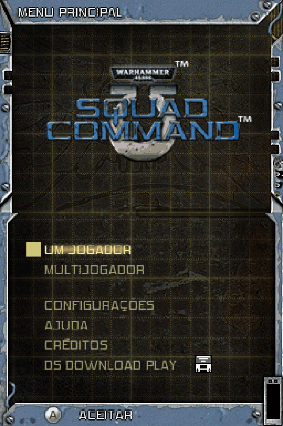 MENU PRINCIPAL
WARHAMMER
40,000
TM
SQUAD
COMMAND
TM
UM JOGADOR
MULTIJOGADOR
CONFIGURAÇÕES
AJUDA
CRÉDITOS
DS DOWNLOAD PLAY
A ACEITAR